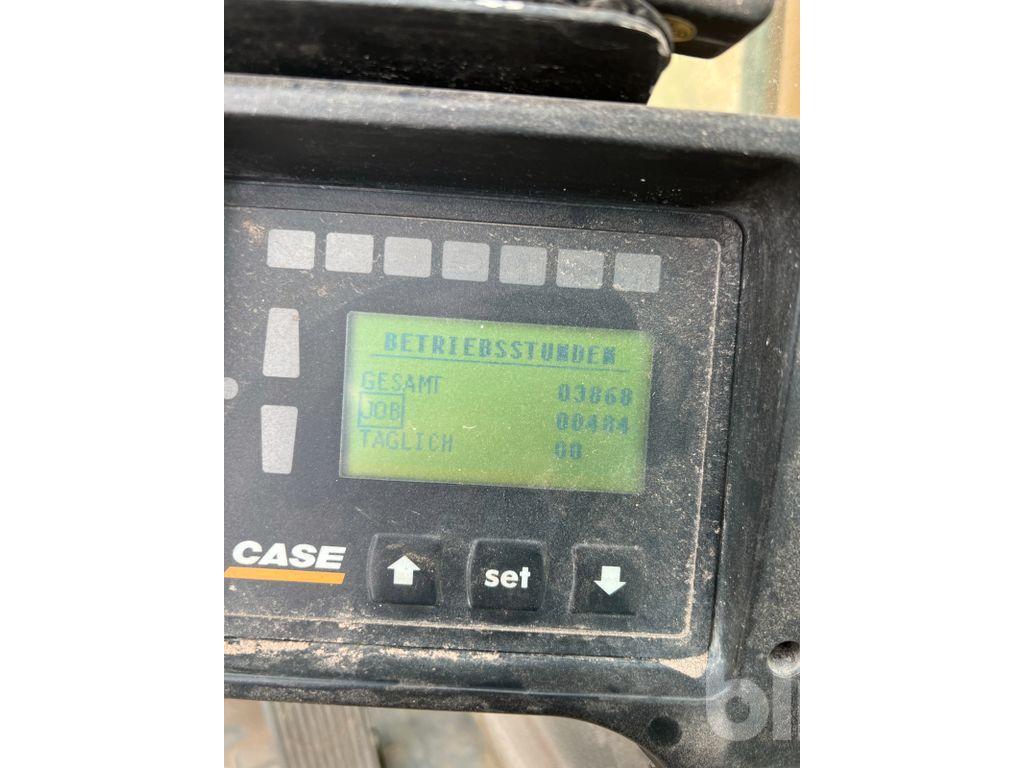 BETRIEBSSTUNDEN
GESAMT 03868
JOB 00484
TÄGLICH 00
CASE
set